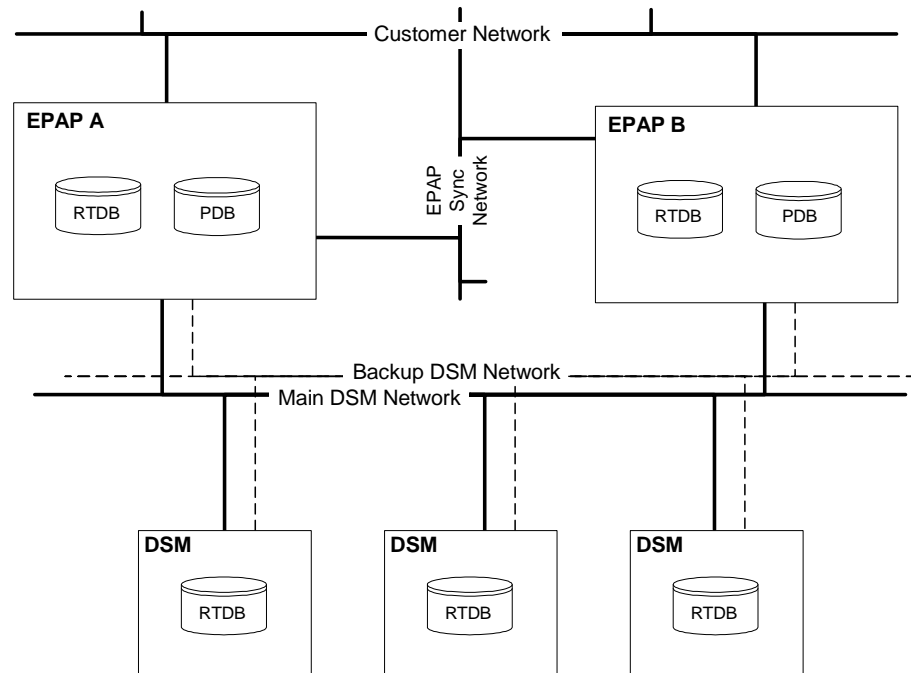 Customer Network
EPAP A
EPAP B
RTDB
PDB
EPAP
Sync
Network
RTDB
PDB
Backup DSM Network
Main DSM Network
DSM
DSM
DSM
RTDB
RTDB
RTDB